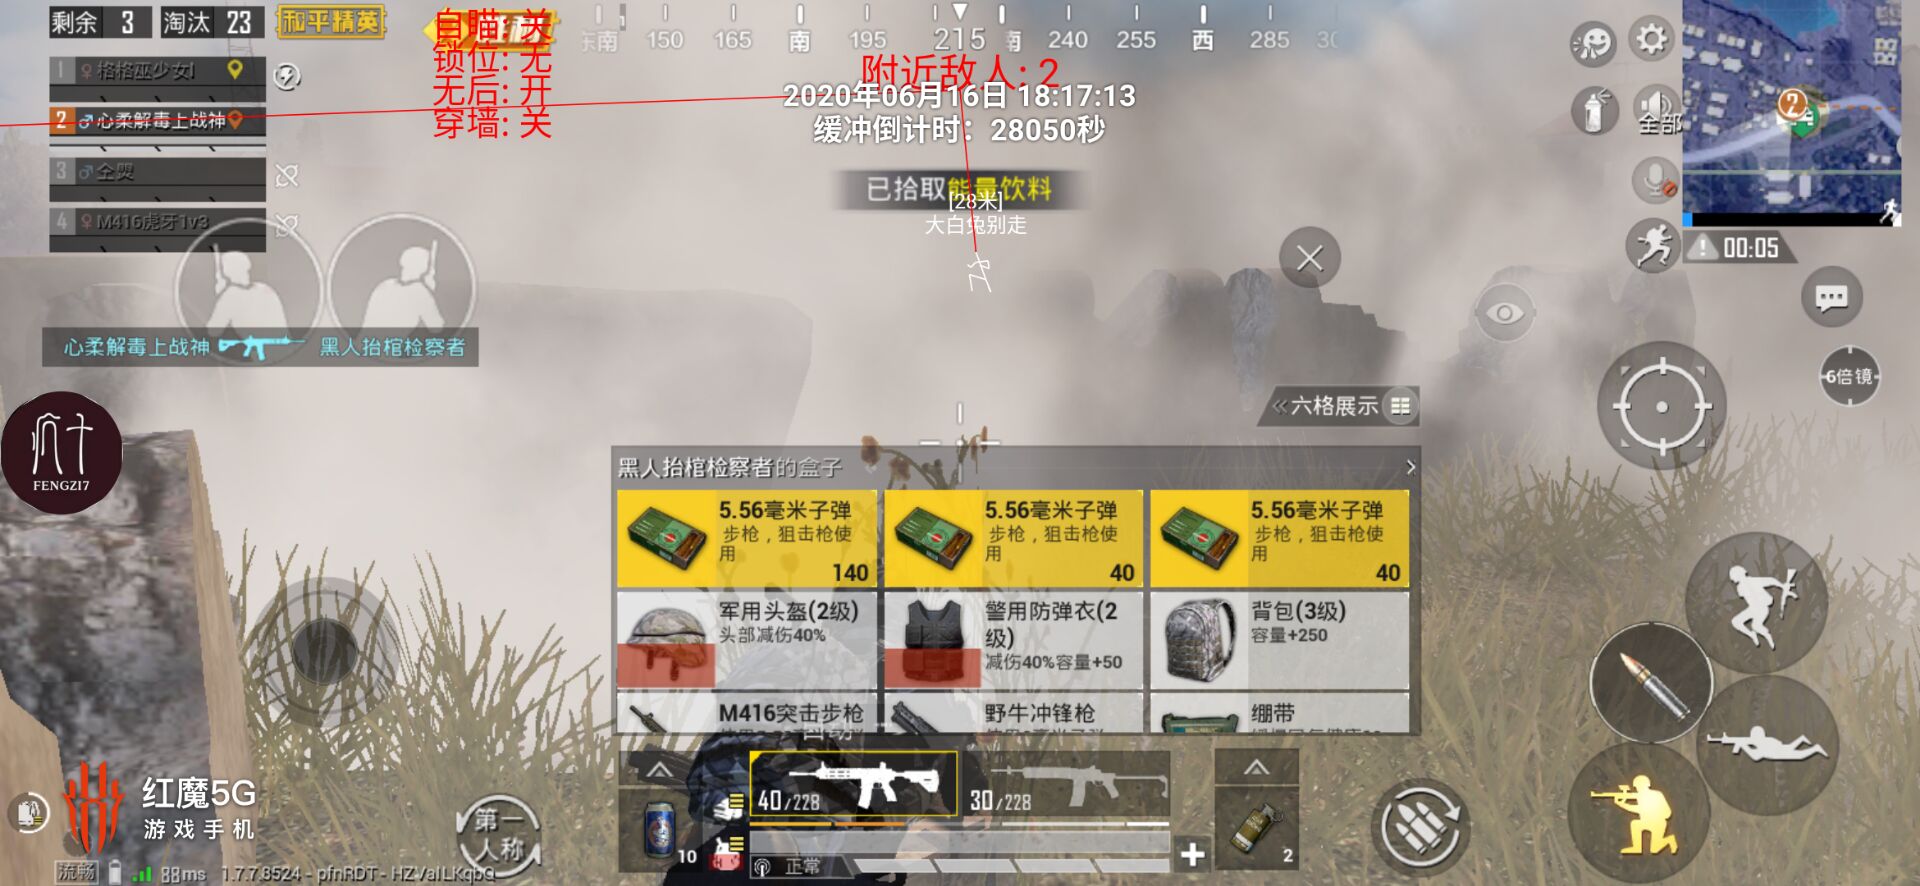 剩余 3 淘汰 23
和平精英
自瞄: 关
锁位: 无
无后: 开
穿墙: 关
150 165 南 195 215 240 255 西 285
附近敌人: 2
2020年06月16日 18:17:13
缓冲倒计时：28050秒
1 格格巫少女
2 心柔解毒上战神
3
4 M416虎牙1v3
已拾取能量饮料
[28米]
大白兔别走
全部
2
00:05
心柔解毒上战神 黑人抬棺检察者
6倍镜
六格展示
FENGZI7
黑人抬棺检察者的盒子
5.56毫米子弹
步枪，狙击枪使用
140
5.56毫米子弹
步枪，狙击枪使用
40
5.56毫米子弹
步枪，狙击枪使用
40
军用头盔(2级)
头部减伤40%
警用防弹衣(2级)
减伤40%容量+50
背包(3级)
容量+250
M416突击步枪
野牛冲锋枪
绷带
40/228
30/228
10
2
正常
第一人称
红魔5G
游戏手机
流畅 88ms 1.7.7.8524 - pfnRDT - HZValLKqbQ